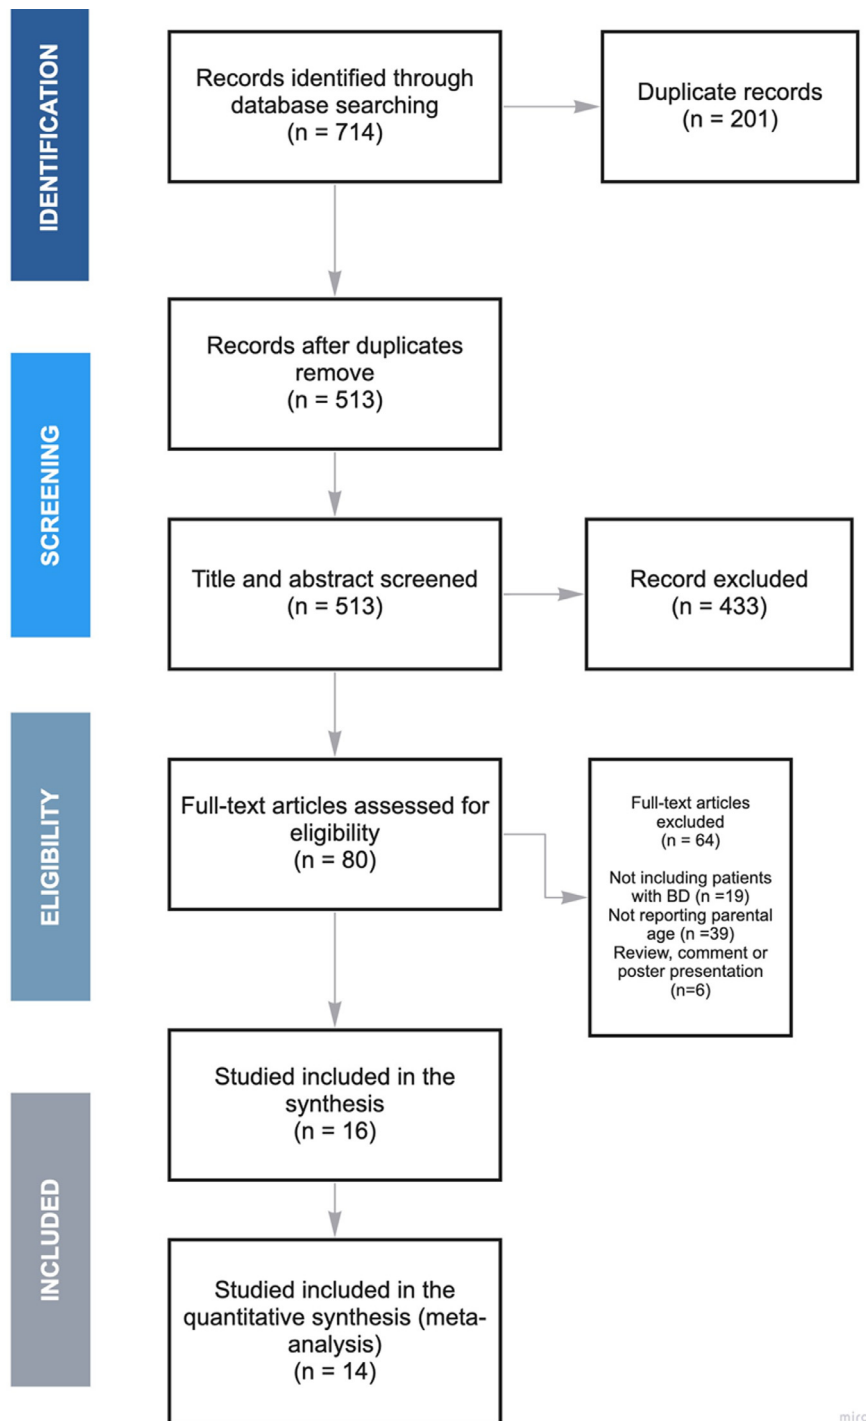 IDENTIFICATION
Records identified through
database searching
(n = 714)
Duplicate records
(n = 201)
SCREENING
Records after duplicates
remove
(n = 513)
Title and abstract screened
(n = 513)
Record excluded
(n = 433)
ELIGIBILITY
Full-text articles assessed for
eligibility
(n = 80)
Full-text articles
excluded
(n = 64)
Not including patients
with BD (n =19)
Not reporting parental
age (n =39)
Review, comment or
poster presentation
(n=6)
INCLUDED
Studied included in the
synthesis
(n = 16)
Studied included in the
quantitative synthesis (meta-
analysis)
(n = 14)